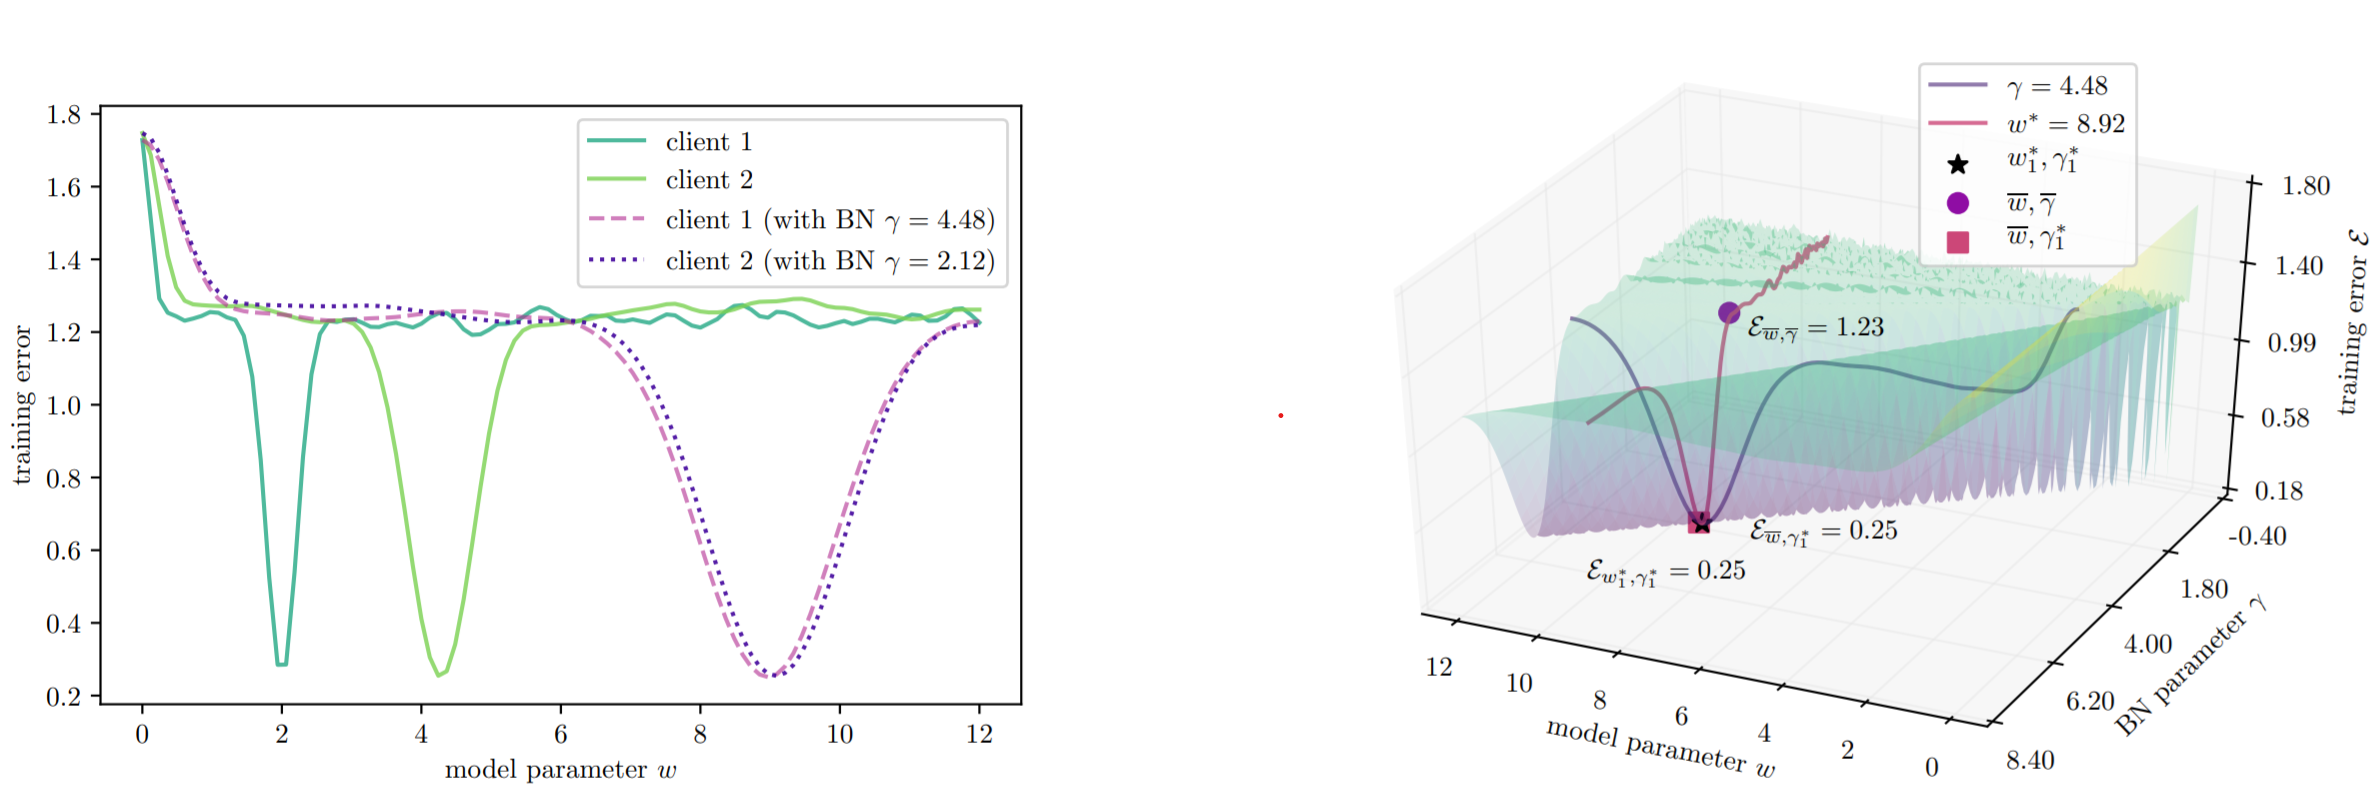 1.8
1.6
1.4
1.2
1.0
0.8
0.6
0.4
0.2
training error
0 2 4 6 8 10 12
model parameter w
client 1
client 2
client 1 (with BN γ = 4.48)
client 2 (with BN γ = 2.12)
γ = 4.48
w* = 8.92
w₁*, γ₁*
w̅, γ̅
w̅, γ₁*
ℰ_w̅,γ̅ = 1.23
ℰ_w̅,γ₁* = 0.25
ℰ_w₁*,γ₁* = 0.25
1.80
1.40
0.99
0.58
0.18
training error ℰ
-0.40
1.80
4.00
6.20
8.40
BN parameter γ
12 10 8 6 4 2 0
model parameter w